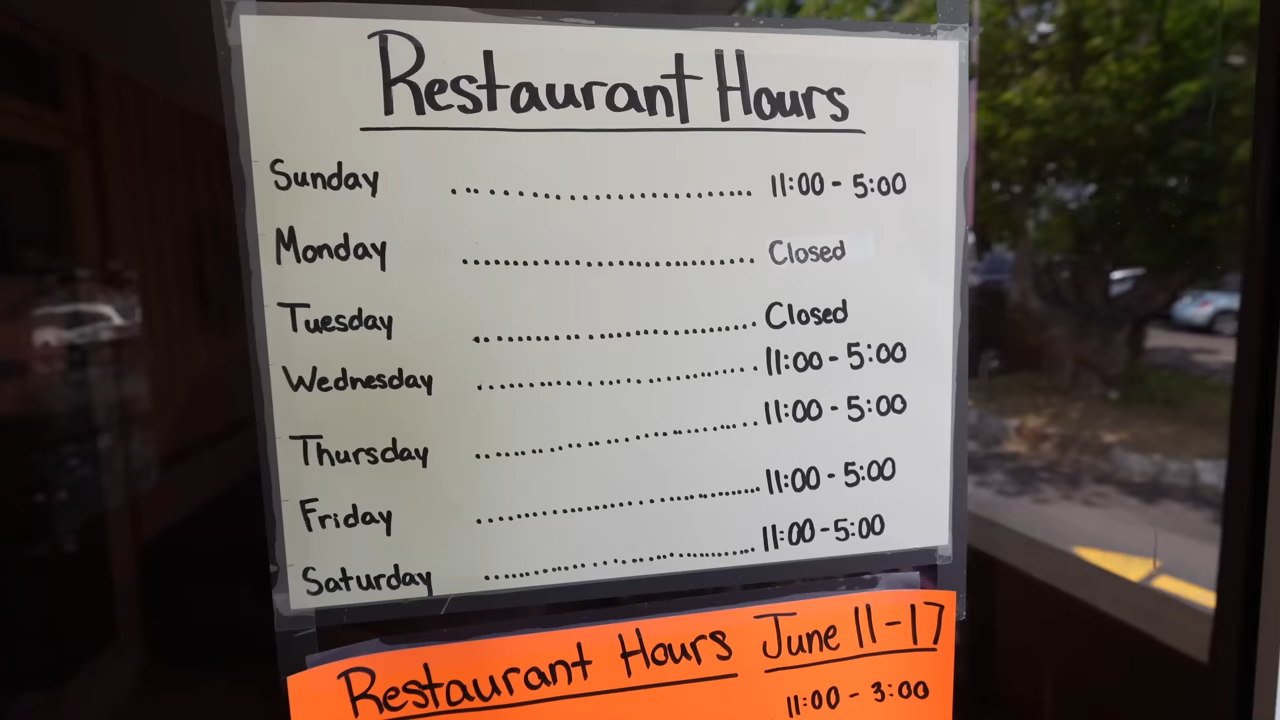 Restaurant Hours
Sunday .............................. 11:00 - 5:00
Monday .............................. Closed
Tuesday .............................. Closed
Wednesday .............................. 11:00 - 5:00
Thursday .............................. 11:00 - 5:00
Friday .............................. 11:00 - 5:00
Saturday .............................. 11:00 - 5:00
Restaurant Hours June 11-17
11:00 - 3:00